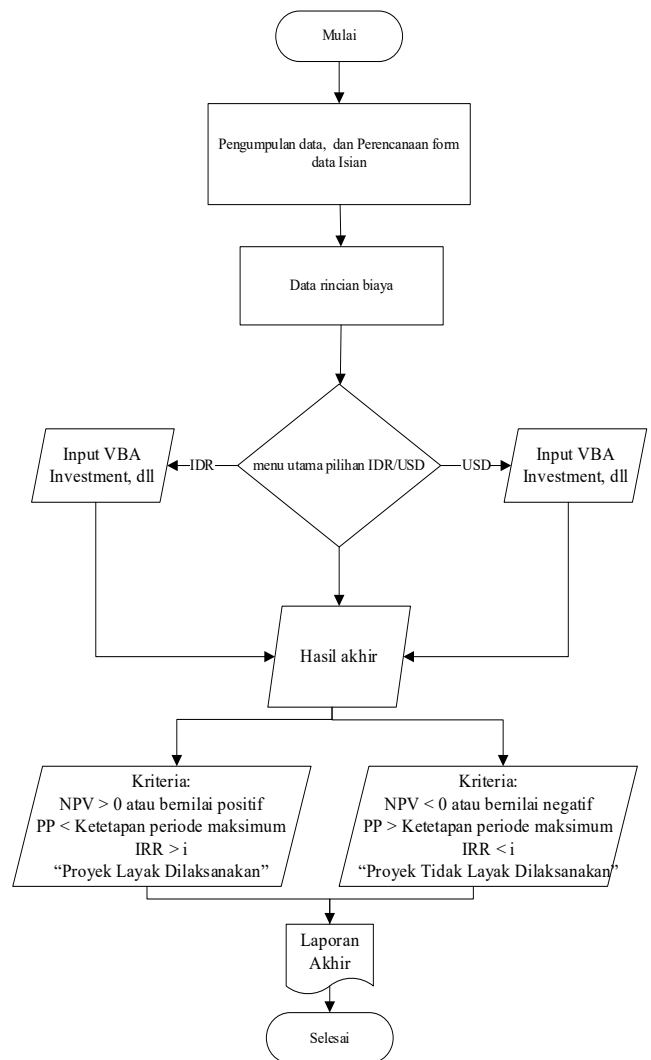 Mulai
Pengumpulan data, dan Perencanaan form
data Isian
Data rincian biaya
menu utama pilihan IDR/USD
IDR
USD
Input VBA
Investment, dll
Input VBA
Investment, dll
Hasil akhir
Kriteria:
NPV > 0 atau bernilai positif
PP < Ketetapan periode maksimum
IRR > i
“Proyek Layak Dilaksanakan”
Kriteria:
NPV < 0 atau bernilai negatif
PP > Ketetapan periode maksimum
IRR < i
“Proyek Tidak Layak Dilaksanakan”
Laporan
Akhir
Selesai